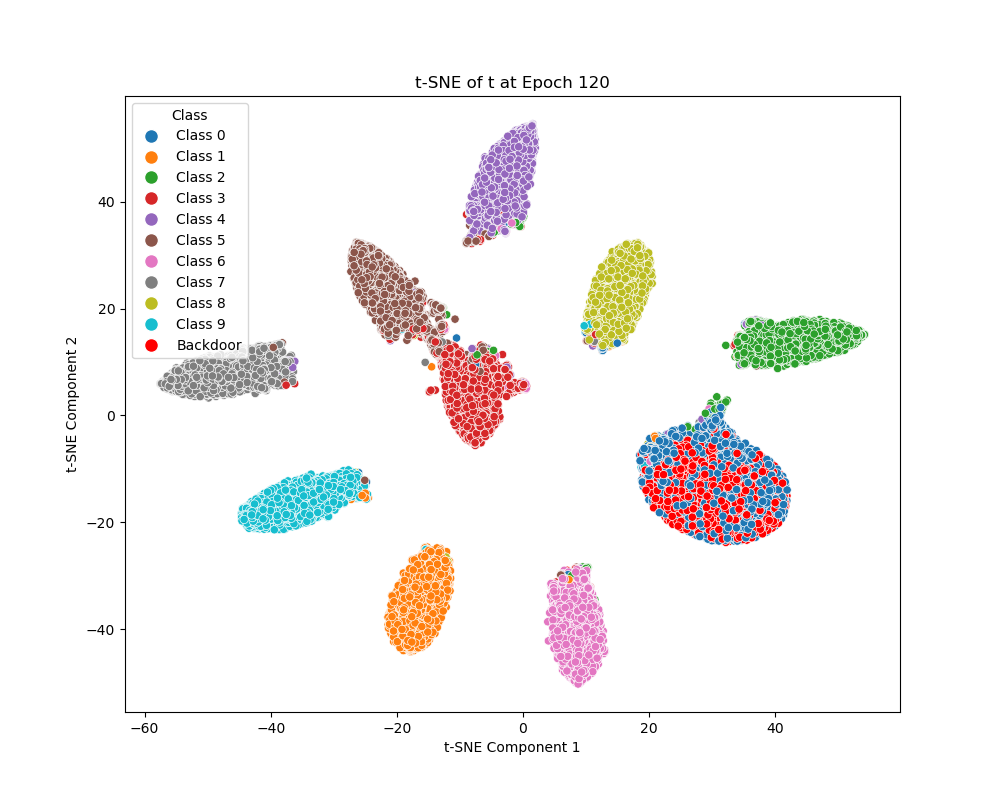 t-SNE of t at Epoch 120
Class
Class 0
Class 1
Class 2
Class 3
Class 4
Class 5
Class 6
Class 7
Class 8
Class 9
Backdoor
t-SNE Component 2
40
20
0
−20
−40
−60
−40
−20
0
20
40
t-SNE Component 1